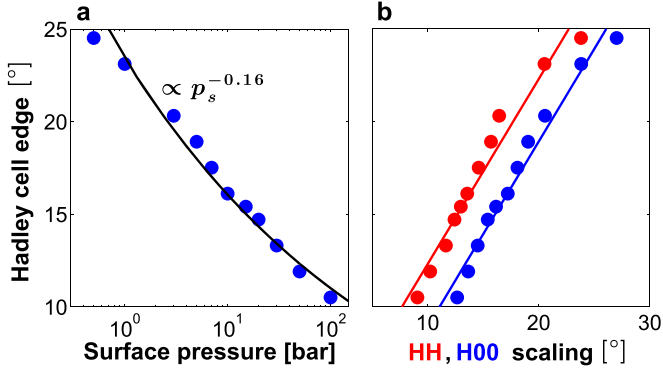 a
b
25
20
15
10
Hadley cell edge [°]
∝ p_s^{-0.16}
10^0
10^1
10^2
Surface pressure [bar]
10
20
30
HH, H00 scaling [°]